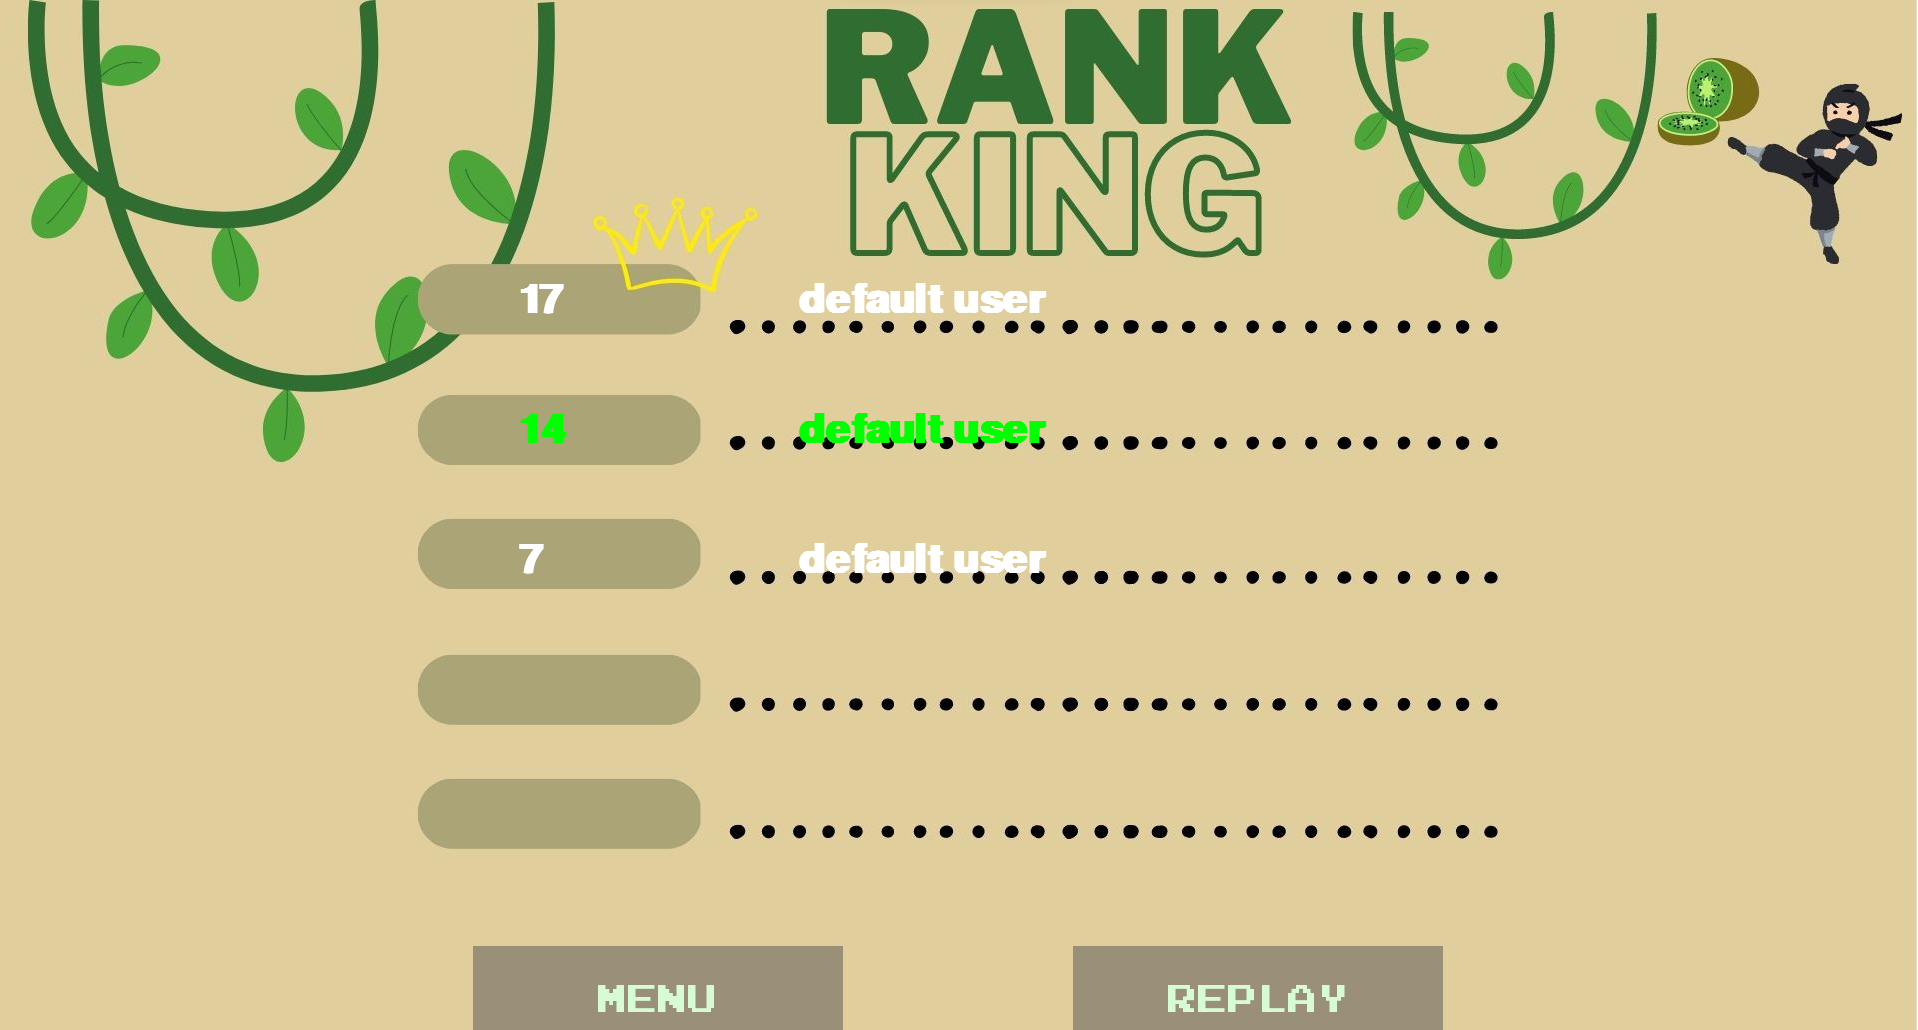 RANK
KING
17 default user
14 default user
7 default user
MENU REPLAY